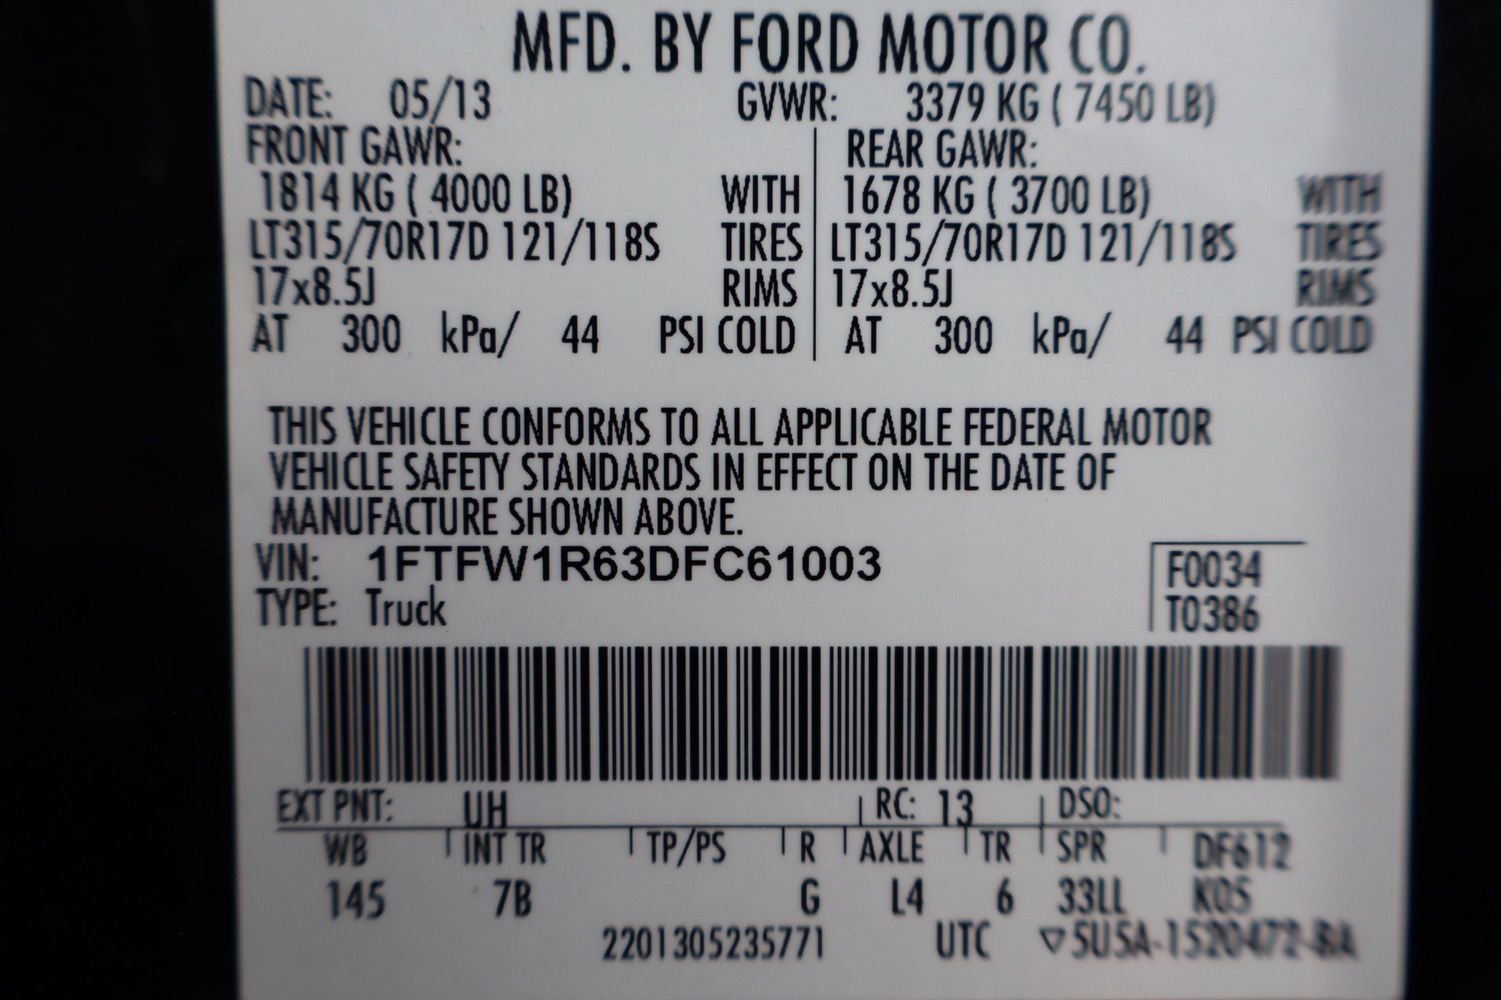 MFD. BY FORD MOTOR CO.
DATE: 05/13 GVWR: 3379 KG ( 7450 LB)
FRONT GAWR: REAR GAWR:
1814 KG ( 4000 LB) WITH 1678 KG ( 3700 LB) WITH
LT315/70R17D 121/118S TIRES LT315/70R17D 121/118S TIRES
17x8.5J RIMS 17x8.5J RIMS
AT 300 kPa/ 44 PSI COLD AT 300 kPa/ 44 PSI COLD
THIS VEHICLE CONFORMS TO ALL APPLICABLE FEDERAL MOTOR
VEHICLE SAFETY STANDARDS IN EFFECT ON THE DATE OF
MANUFACTURE SHOWN ABOVE.
VIN: 1FTFW1R63DFC61003 F0034
TYPE: Truck T0386
EXT PNT: UH RC: 13 DSO:
WB INT TR TP/PS R AXLE TR SPR DF612
145 7B G L4 6 33LL K05
2201305235771 UTC ▽5U5A-1520472-BA